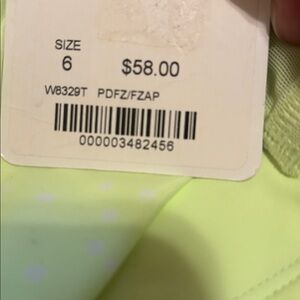 SIZE
6 $58.00
W8329T PDFZ/FZAP
000003482456